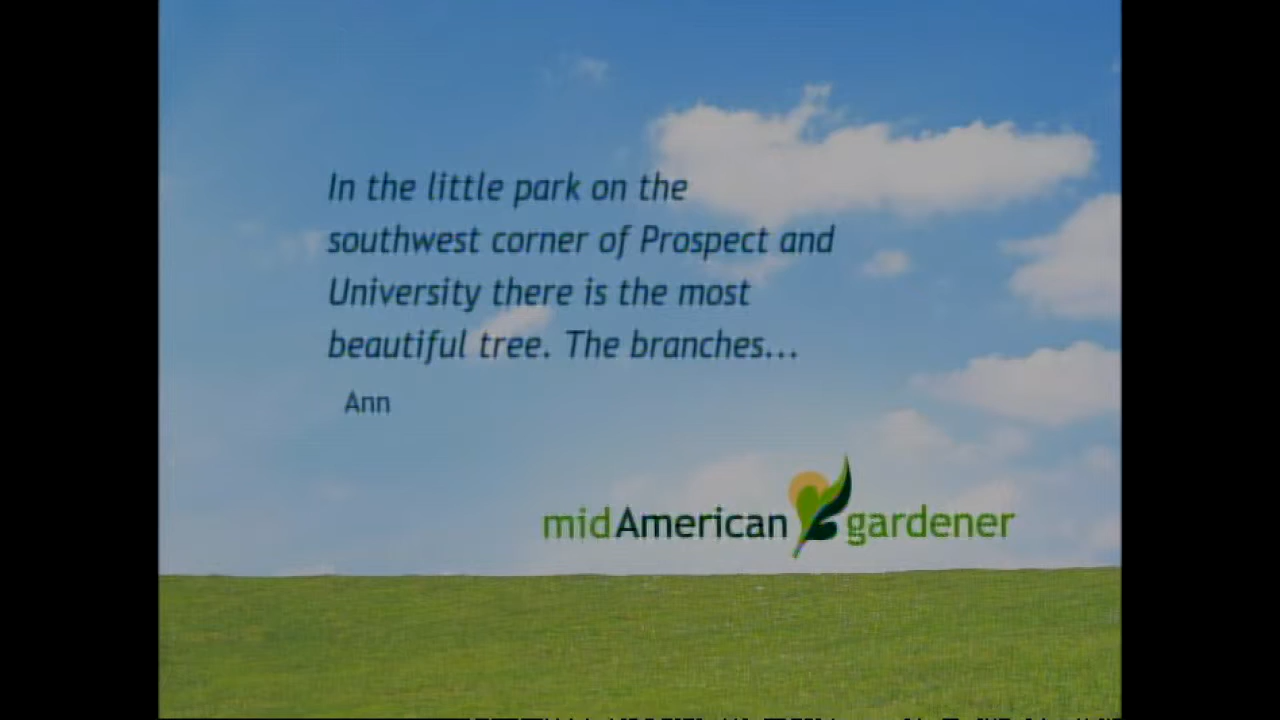 In the little park on the
southwest corner of Prospect and
University there is the most
beautiful tree. The branches...
Ann
midAmerican gardener